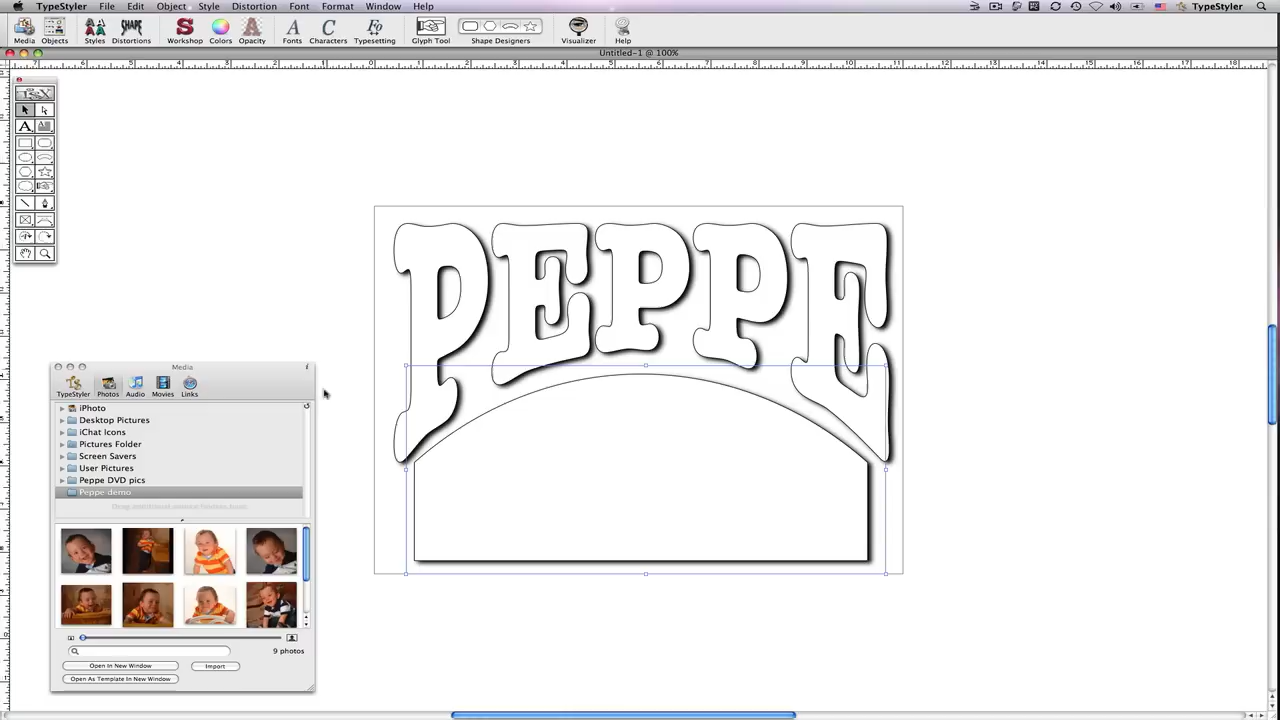 TypeStyler File Edit Object Style Distortion Font Format Window Help TypeStyler
Media Objects Styles Distortions Workshop Colors Opacity Fonts Characters Typesetting Glyph Tool Shape Designers Visualizer Help
Untitled-1 @ 100%
PEPPE
Media
TypeStyler Photos Audio Movies Links
iPhoto
Desktop Pictures
iChat Icons
Pictures Folder
Screen Savers
User Pictures
Peppe DVD pics
Peppe demo
9 photos
Open In New Window Import
Open As Template In New Window